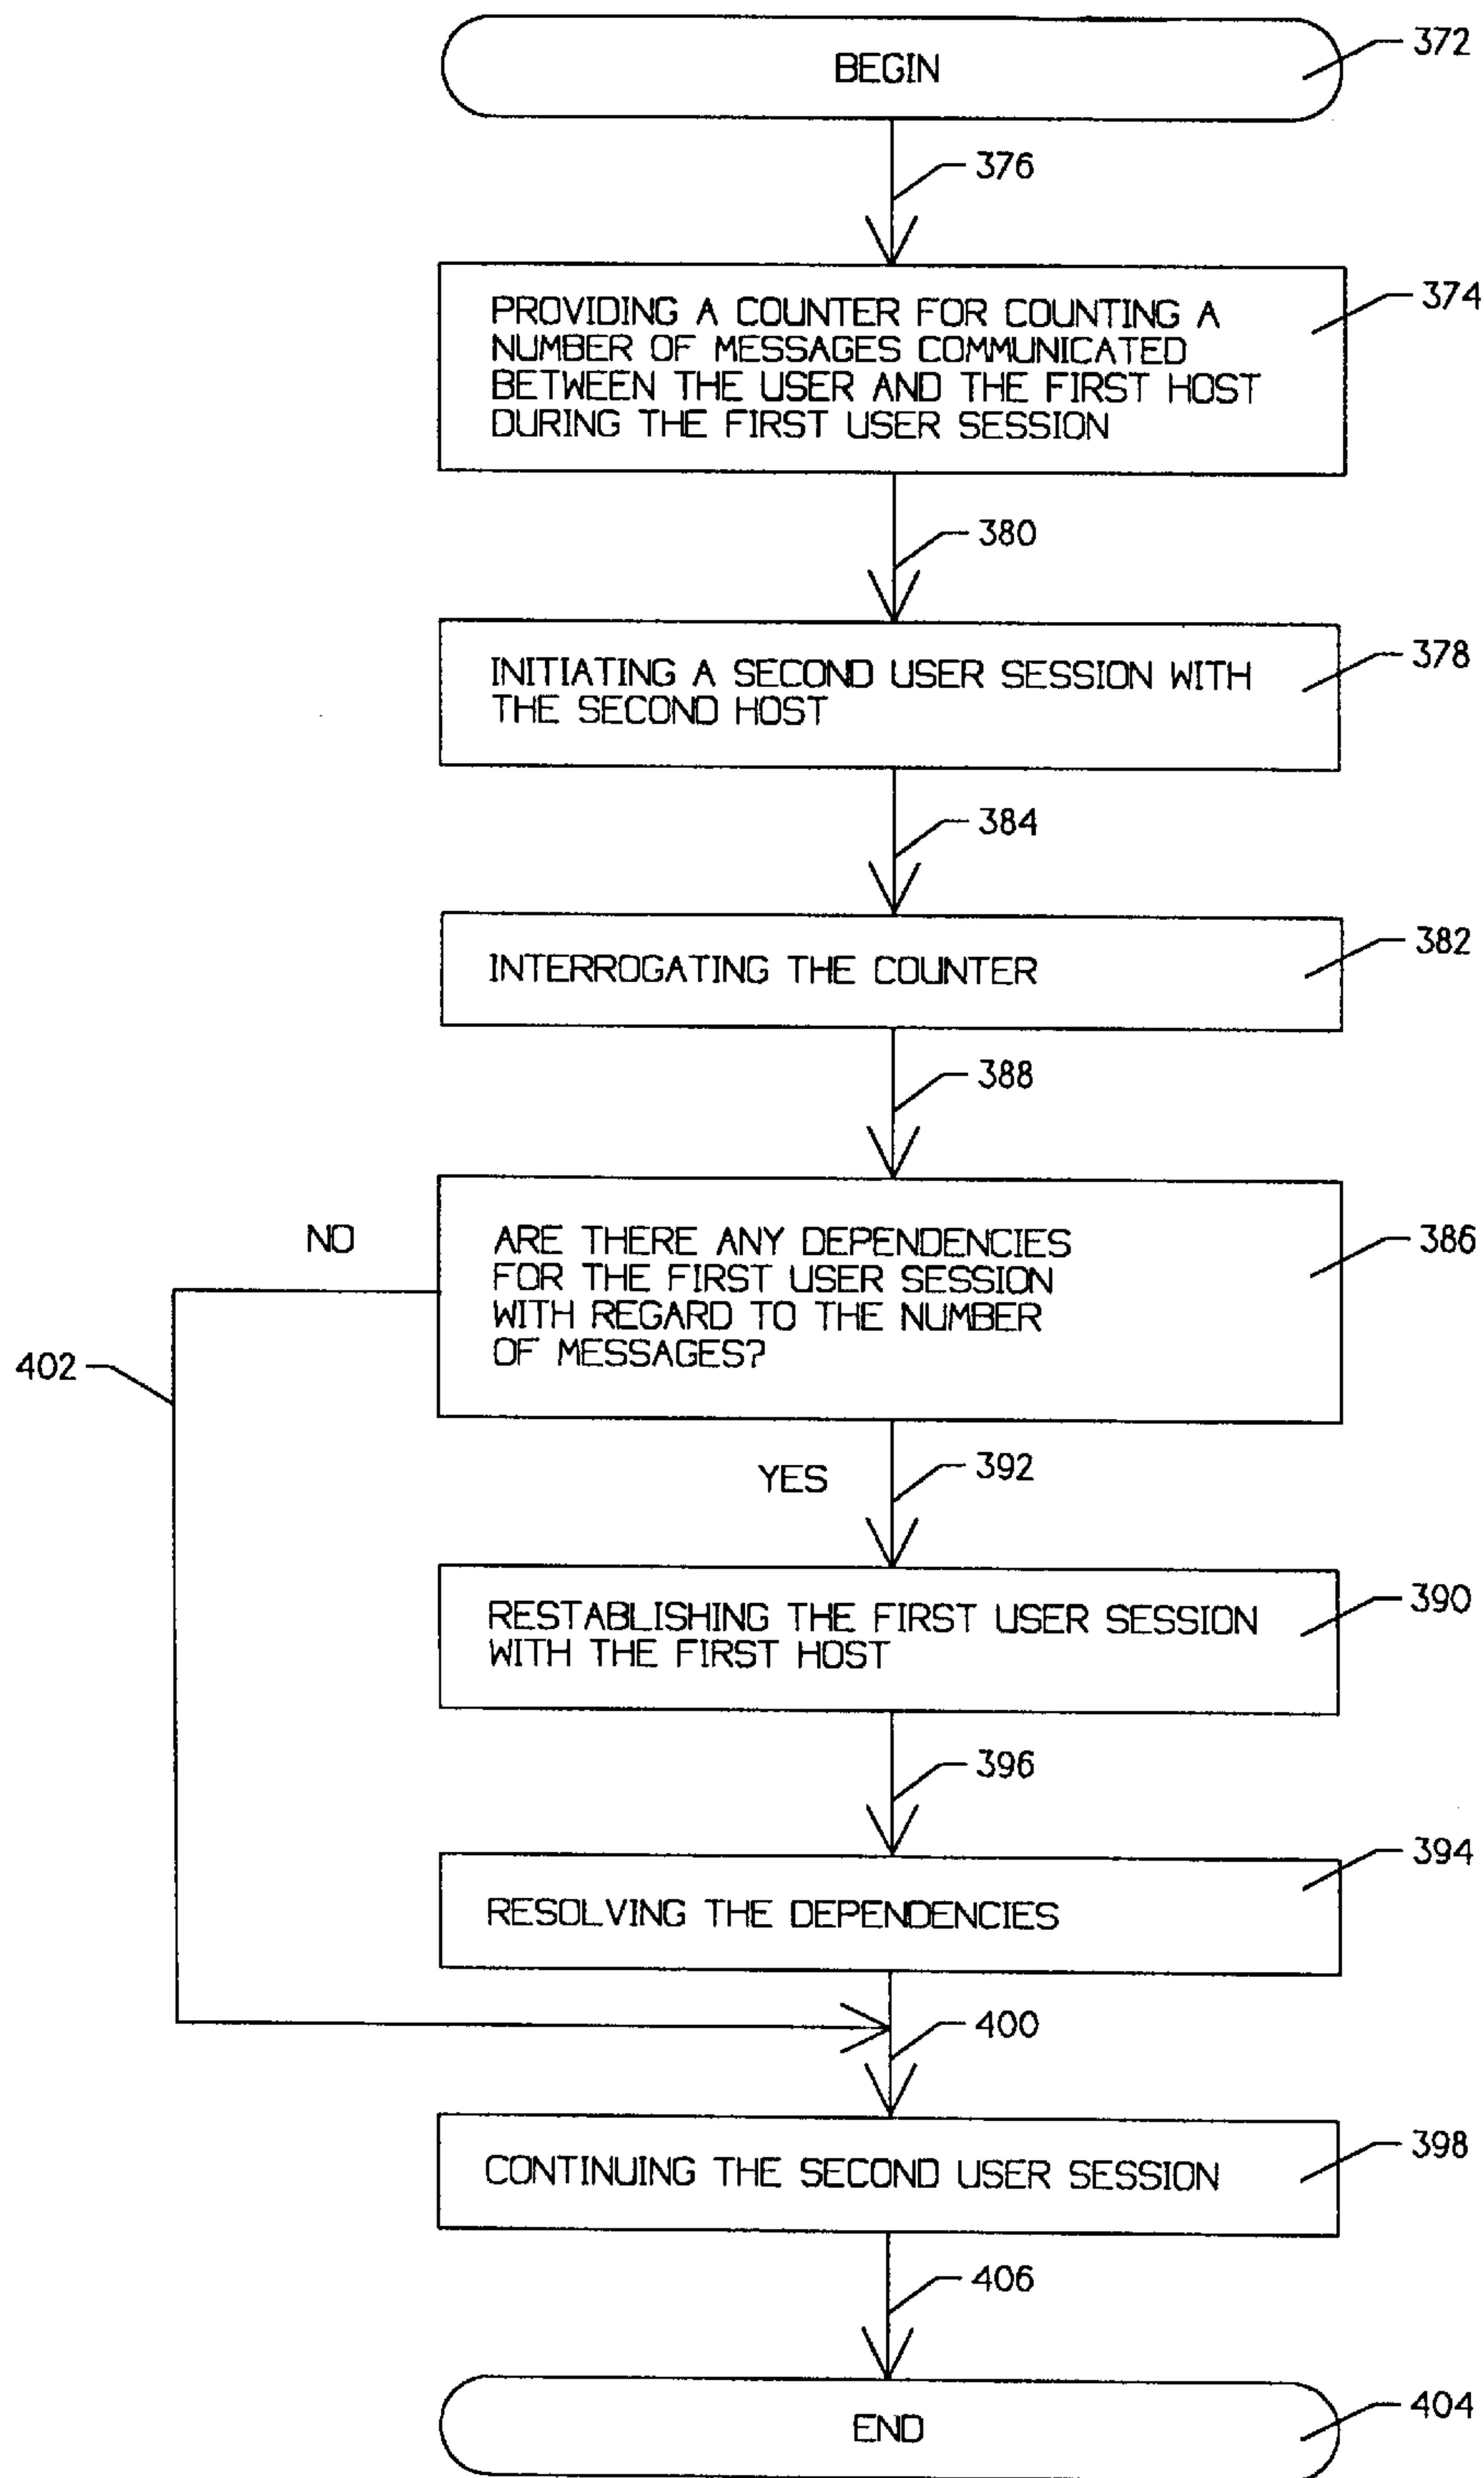 BEGIN
372
376
PROVIDING A COUNTER FOR COUNTING A
NUMBER OF MESSAGES COMMUNICATED
BETWEEN THE USER AND THE FIRST HOST
DURING THE FIRST USER SESSION
374
380
INITIATING A SECOND USER SESSION WITH
THE SECOND HOST
378
384
INTERROGATING THE COUNTER
382
388
NO
ARE THERE ANY DEPENDENCIES
FOR THE FIRST USER SESSION
WITH REGARD TO THE NUMBER
OF MESSAGES?
386
402
YES
392
RESTABLISHING THE FIRST USER SESSION
WITH THE FIRST HOST
390
396
RESOLVING THE DEPENDENCIES
394
400
CONTINUING THE SECOND USER SESSION
398
406
END
404